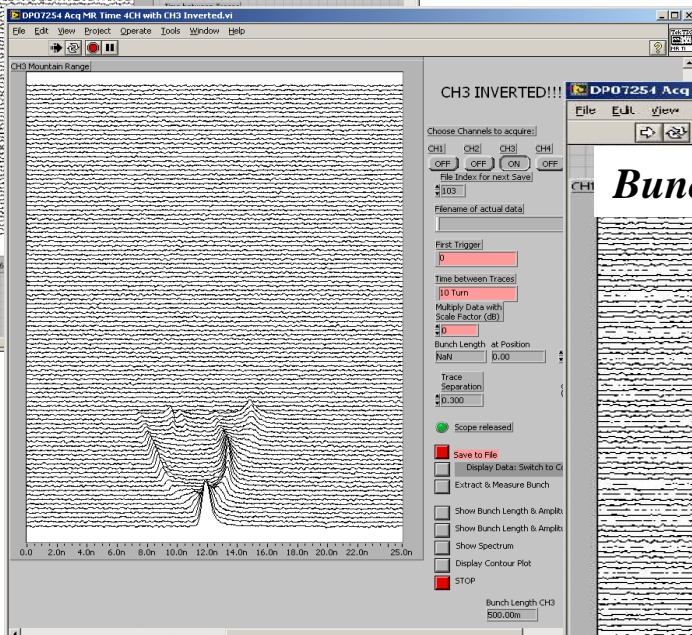 DPO7254 Acq MR Time 4CH with CH3 Inverted.vi
File Edit View Project Operate Tools Window Help
CH3 Mountain Range
0.0 2.0n 4.0n 6.0n 8.0n 10.0n 12.0n 14.0n 16.0n 18.0n 20.0n 22.0n 25.0n
CH3 INVERTED!!!
Choose Channels to acquire:
CH1 CH2 CH3 CH4
OFF OFF ON OFF
File Index for next Save
103
Filename of actual data
First Trigger
0
Time between Traces
10 Turn
Multiply Data with
Scale Factor (dB)
0
Bunch Length at Position
NaN 0.00
Trace
Separation
0.300
Scope released
Save to File
Display Data: Switch to
Extract & Measure Bunch
Show Bunch Length &
Show Bunch Length &
Show Spectrum
Display Contour Plot
STOP
Bunch Length CH3
500.00m
DPO7254 Acq
File Edit View
CH1